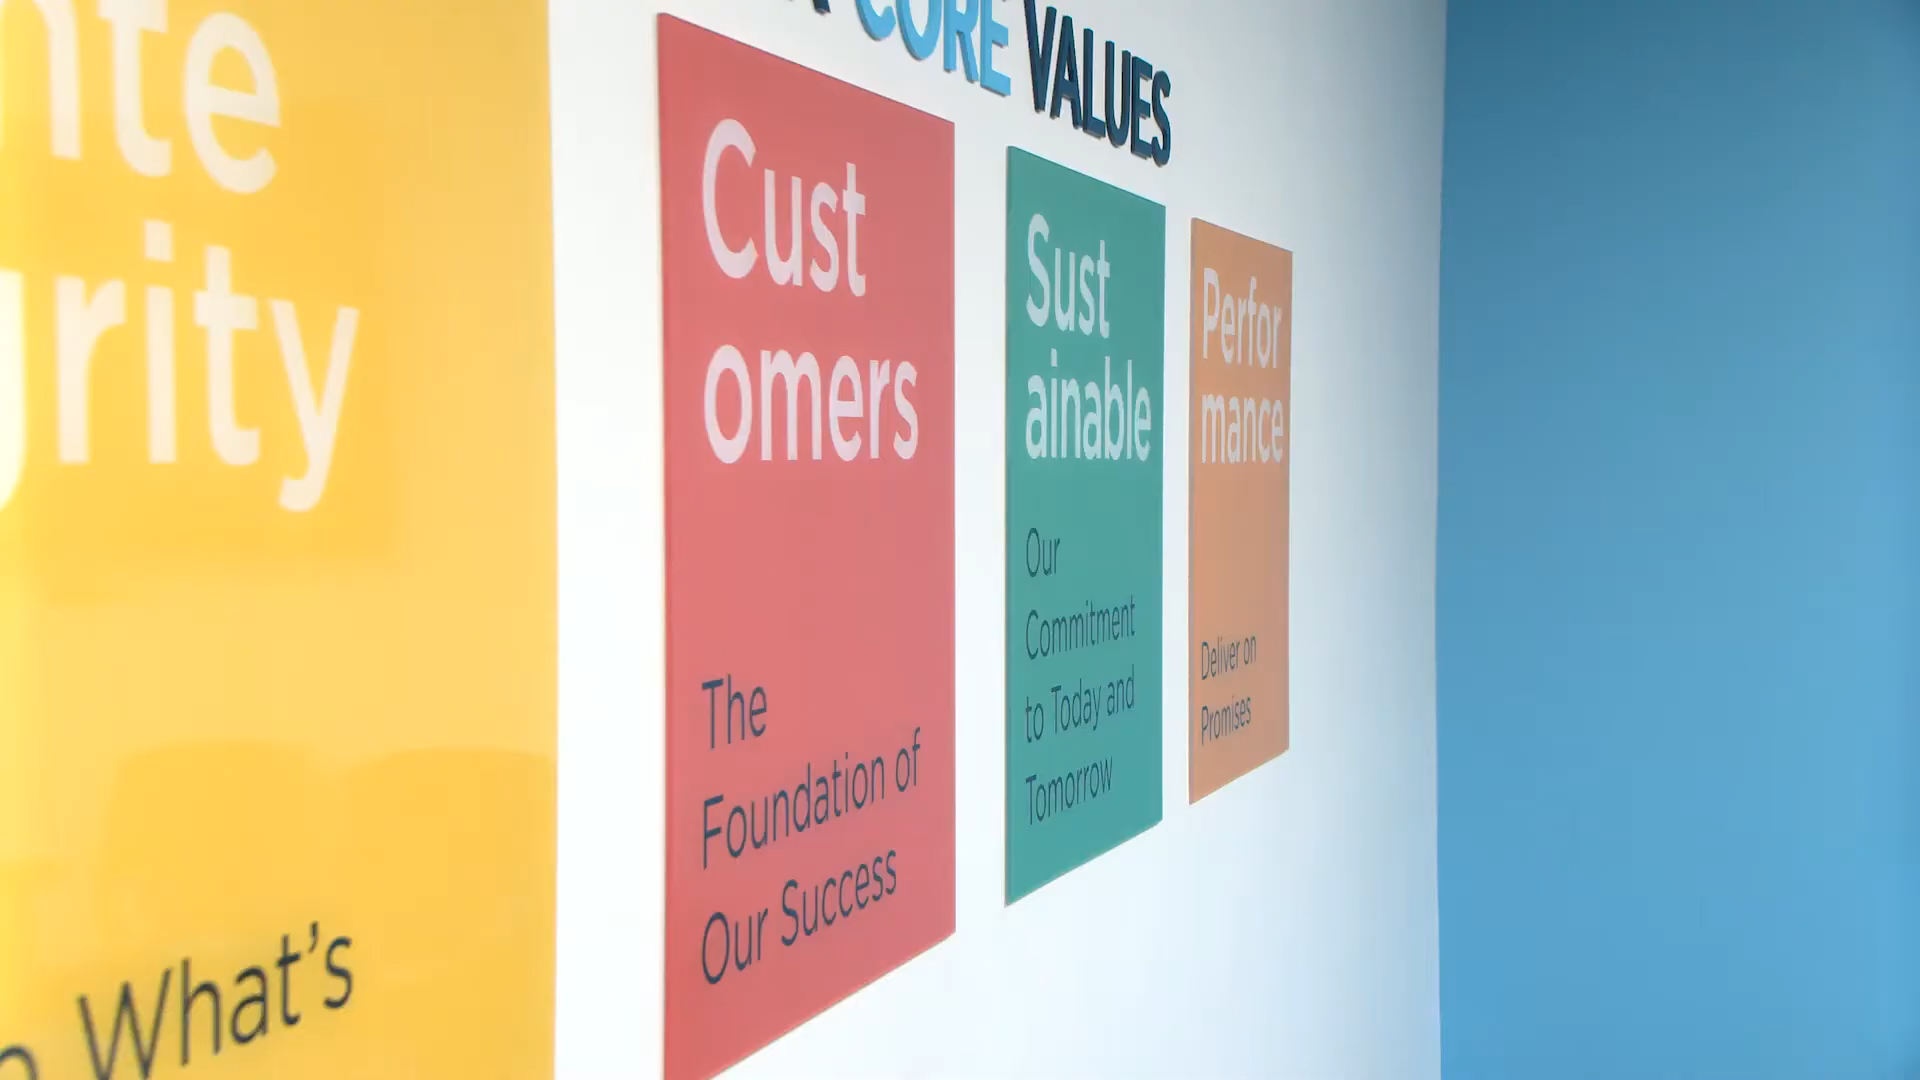 CORE VALUES
nte
grity
What's
Cust
omers
The
Foundation of
Our Success
Sust
ainable
Our
Commitment
to Today and
Tomorrow
Perfor
mance
Deliver on
Promises